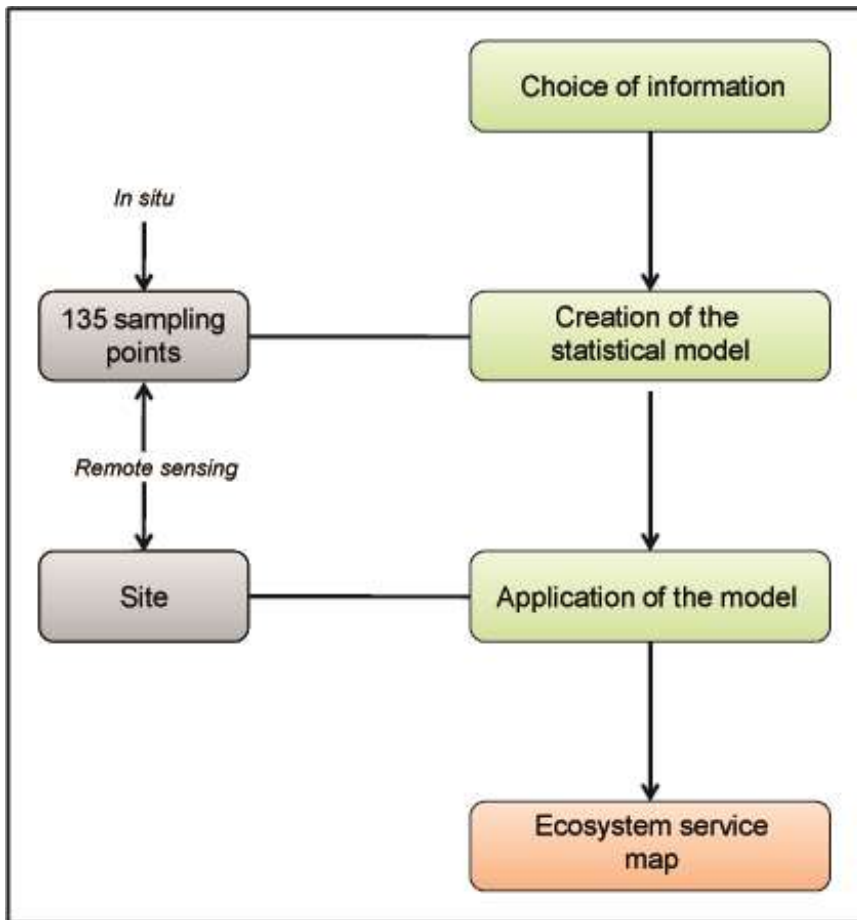 Choice of information
In situ
135 sampling
points
Creation of the
statistical model
Remote sensing
Site
Application of the model
Ecosystem service
map